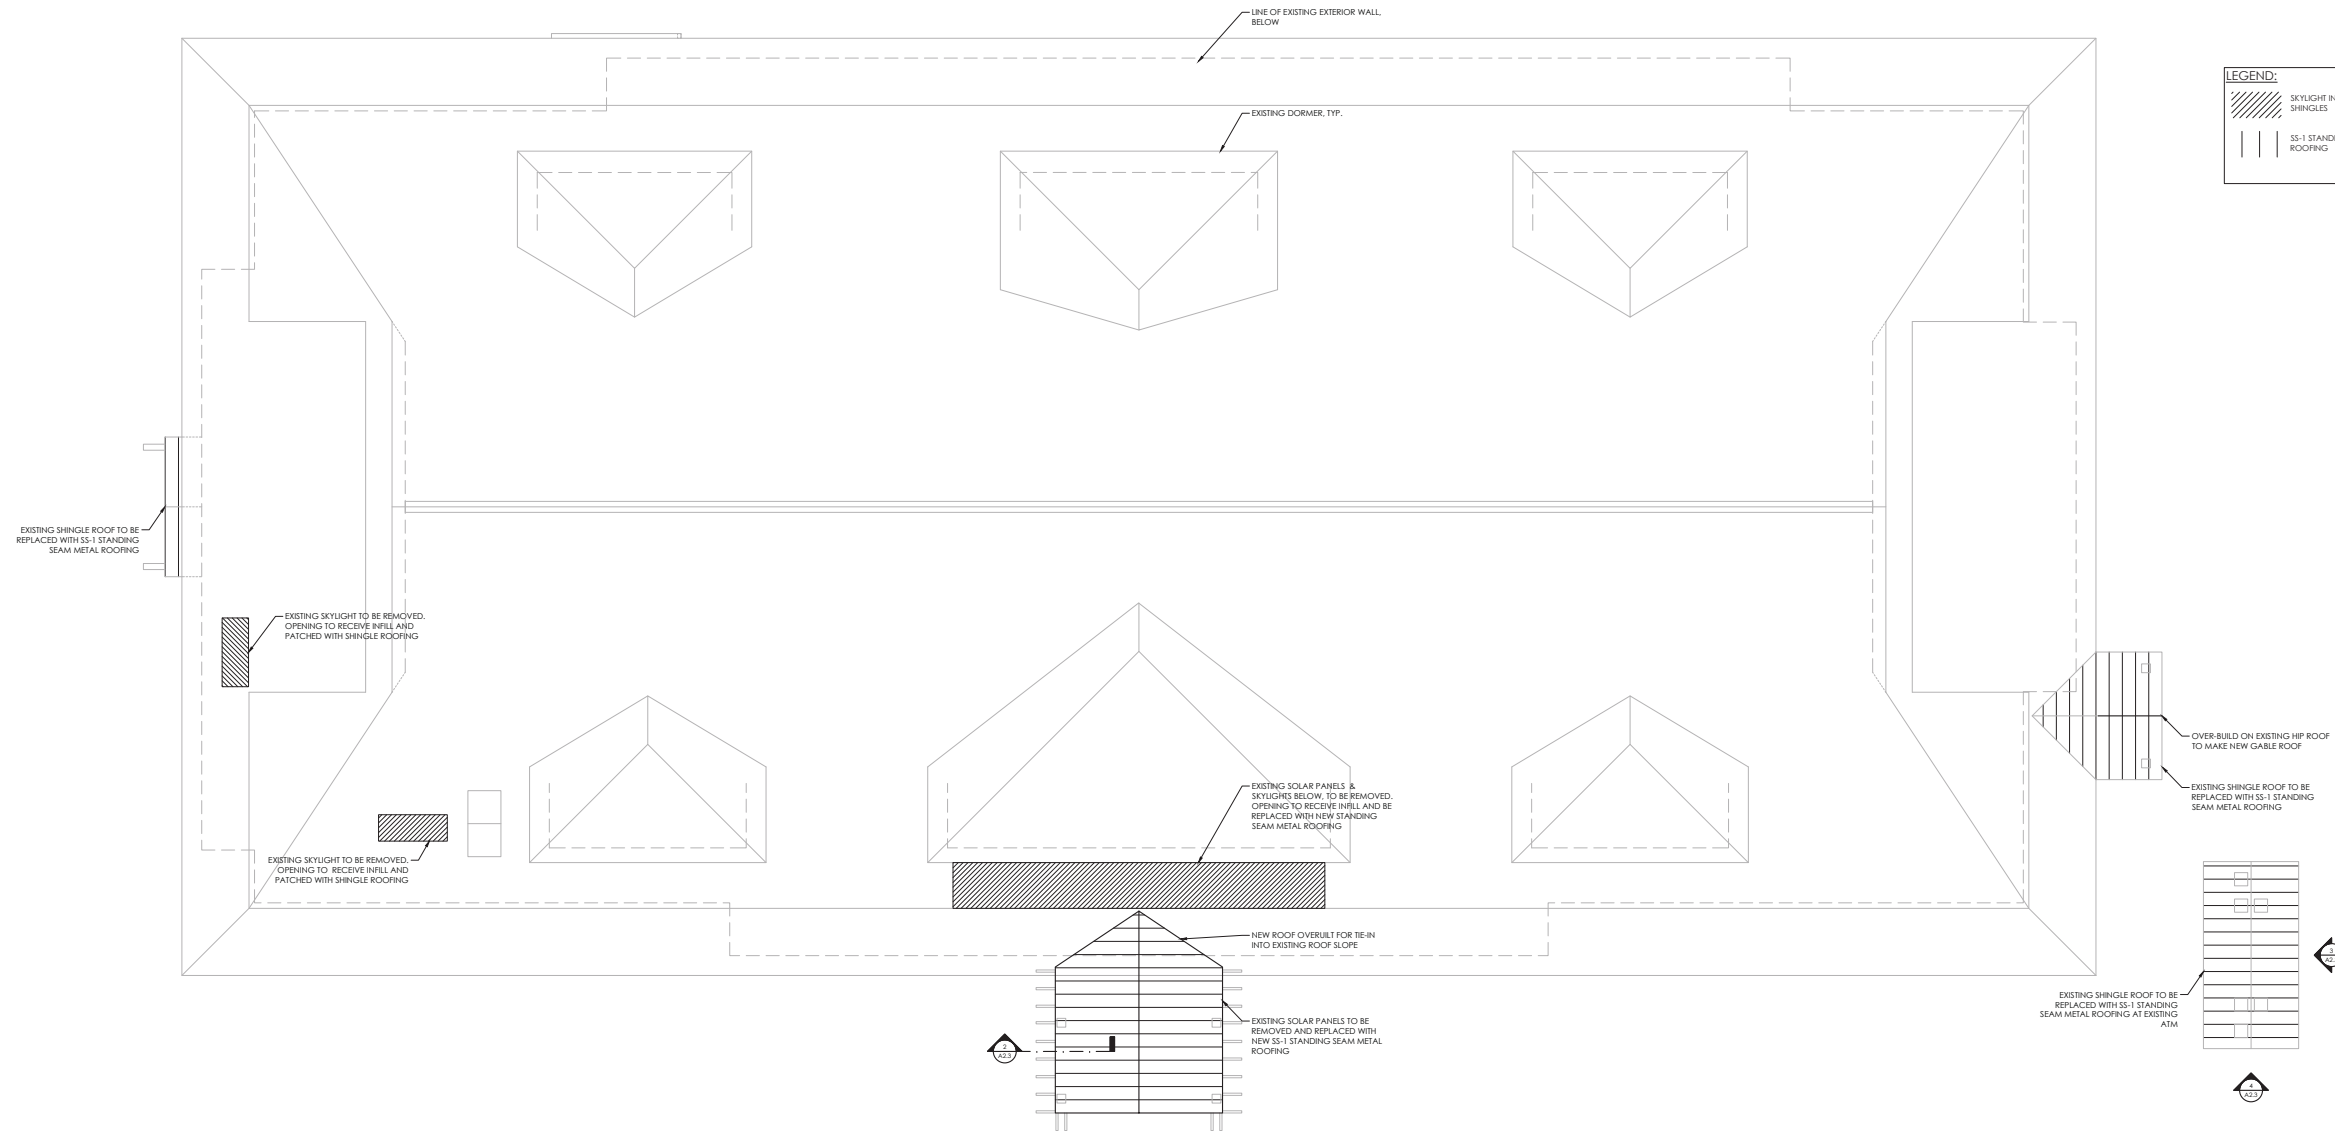 LINE OF EXISTING EXTERIOR WALL,
BELOW
LEGEND:
SKYLIGHT IN
SHINGLES
SS-1 STAND
ROOFING
EXISTING DORMER, TYP.
EXISTING SHINGLE ROOF TO BE
REPLACED WITH SS-1 STANDING
SEAM METAL ROOFING
EXISTING SKYLIGHT TO BE REMOVED.
OPENING TO RECEIVE INFILL AND
PATCHED WITH SHINGLE ROOFING
OVER-BUILD ON EXISTING HIP ROOF
TO MAKE NEW GABLE ROOF
EXISTING SHINGLE ROOF TO BE
REPLACED WITH SS-1 STANDING
SEAM METAL ROOFING
EXISTING SOLAR PANELS &
SKYLIGHTS BELOW, TO BE REMOVED.
OPENING TO RECEIVE INFILL AND BE
REPLACED WITH NEW STANDING
SEAM METAL ROOFING
EXISTING SKYLIGHT TO BE REMOVED.
OPENING TO RECEIVE INFILL AND
PATCHED WITH SHINGLE ROOFING
NEW ROOF OVERUILT FOR TIE-IN
INTO EXISTING ROOF SLOPE
3
A2.
EXISTING SHINGLE ROOF TO BE
REPLACED WITH SS-1 STANDING
SEAM METAL ROOFING AT EXISTING
ATM
EXISTING SOLAR PANELS TO BE
REMOVED AND REPLACED WITH
NEW SS-1 STANDING SEAM METAL
ROOFING
2
A2.3
4
A2.3